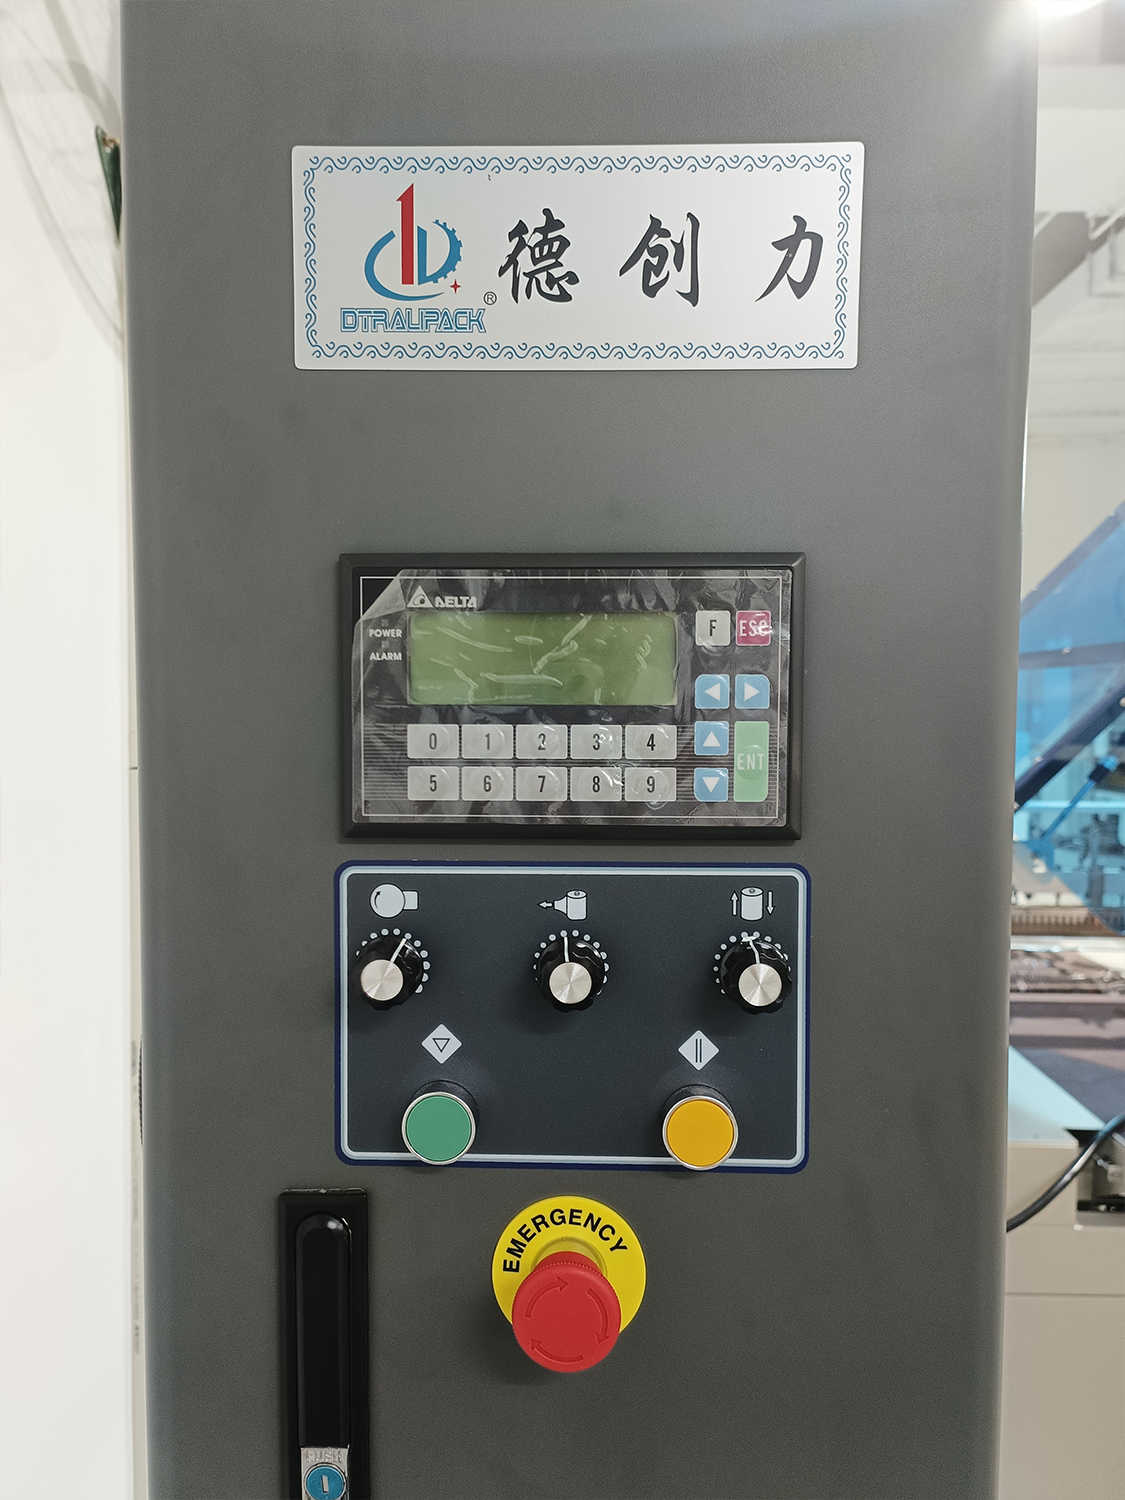 德创力
®
DTRALIPACK
DELTA
POWER
ALARM
F ESC
0 1 2 3 4
ENT
5 6 7 8 9
EMERGENCY
PUSH